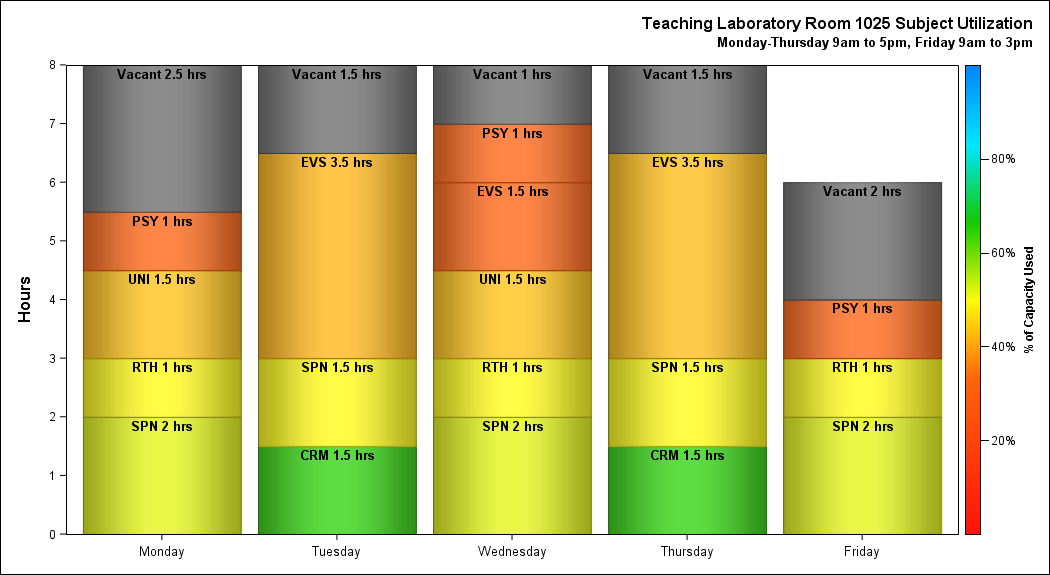 Teaching Laboratory Room 1025 Subject Utilization
Monday-Thursday 9am to 5pm, Friday 9am to 3pm
Hours
8
7
6
5
4
3
2
1
0
Vacant 2.5 hrs
PSY 1 hrs
UNI 1.5 hrs
RTH 1 hrs
SPN 2 hrs
Monday
Vacant 1.5 hrs
EVS 3.5 hrs
SPN 1.5 hrs
CRM 1.5 hrs
Tuesday
Vacant 1 hrs
PSY 1 hrs
EVS 1.5 hrs
UNI 1.5 hrs
RTH 1 hrs
SPN 2 hrs
Wednesday
Vacant 1.5 hrs
EVS 3.5 hrs
SPN 1.5 hrs
CRM 1.5 hrs
Thursday
Vacant 2 hrs
PSY 1 hrs
RTH 1 hrs
SPN 2 hrs
Friday
80%
60%
40%
20%
% of Capacity Used